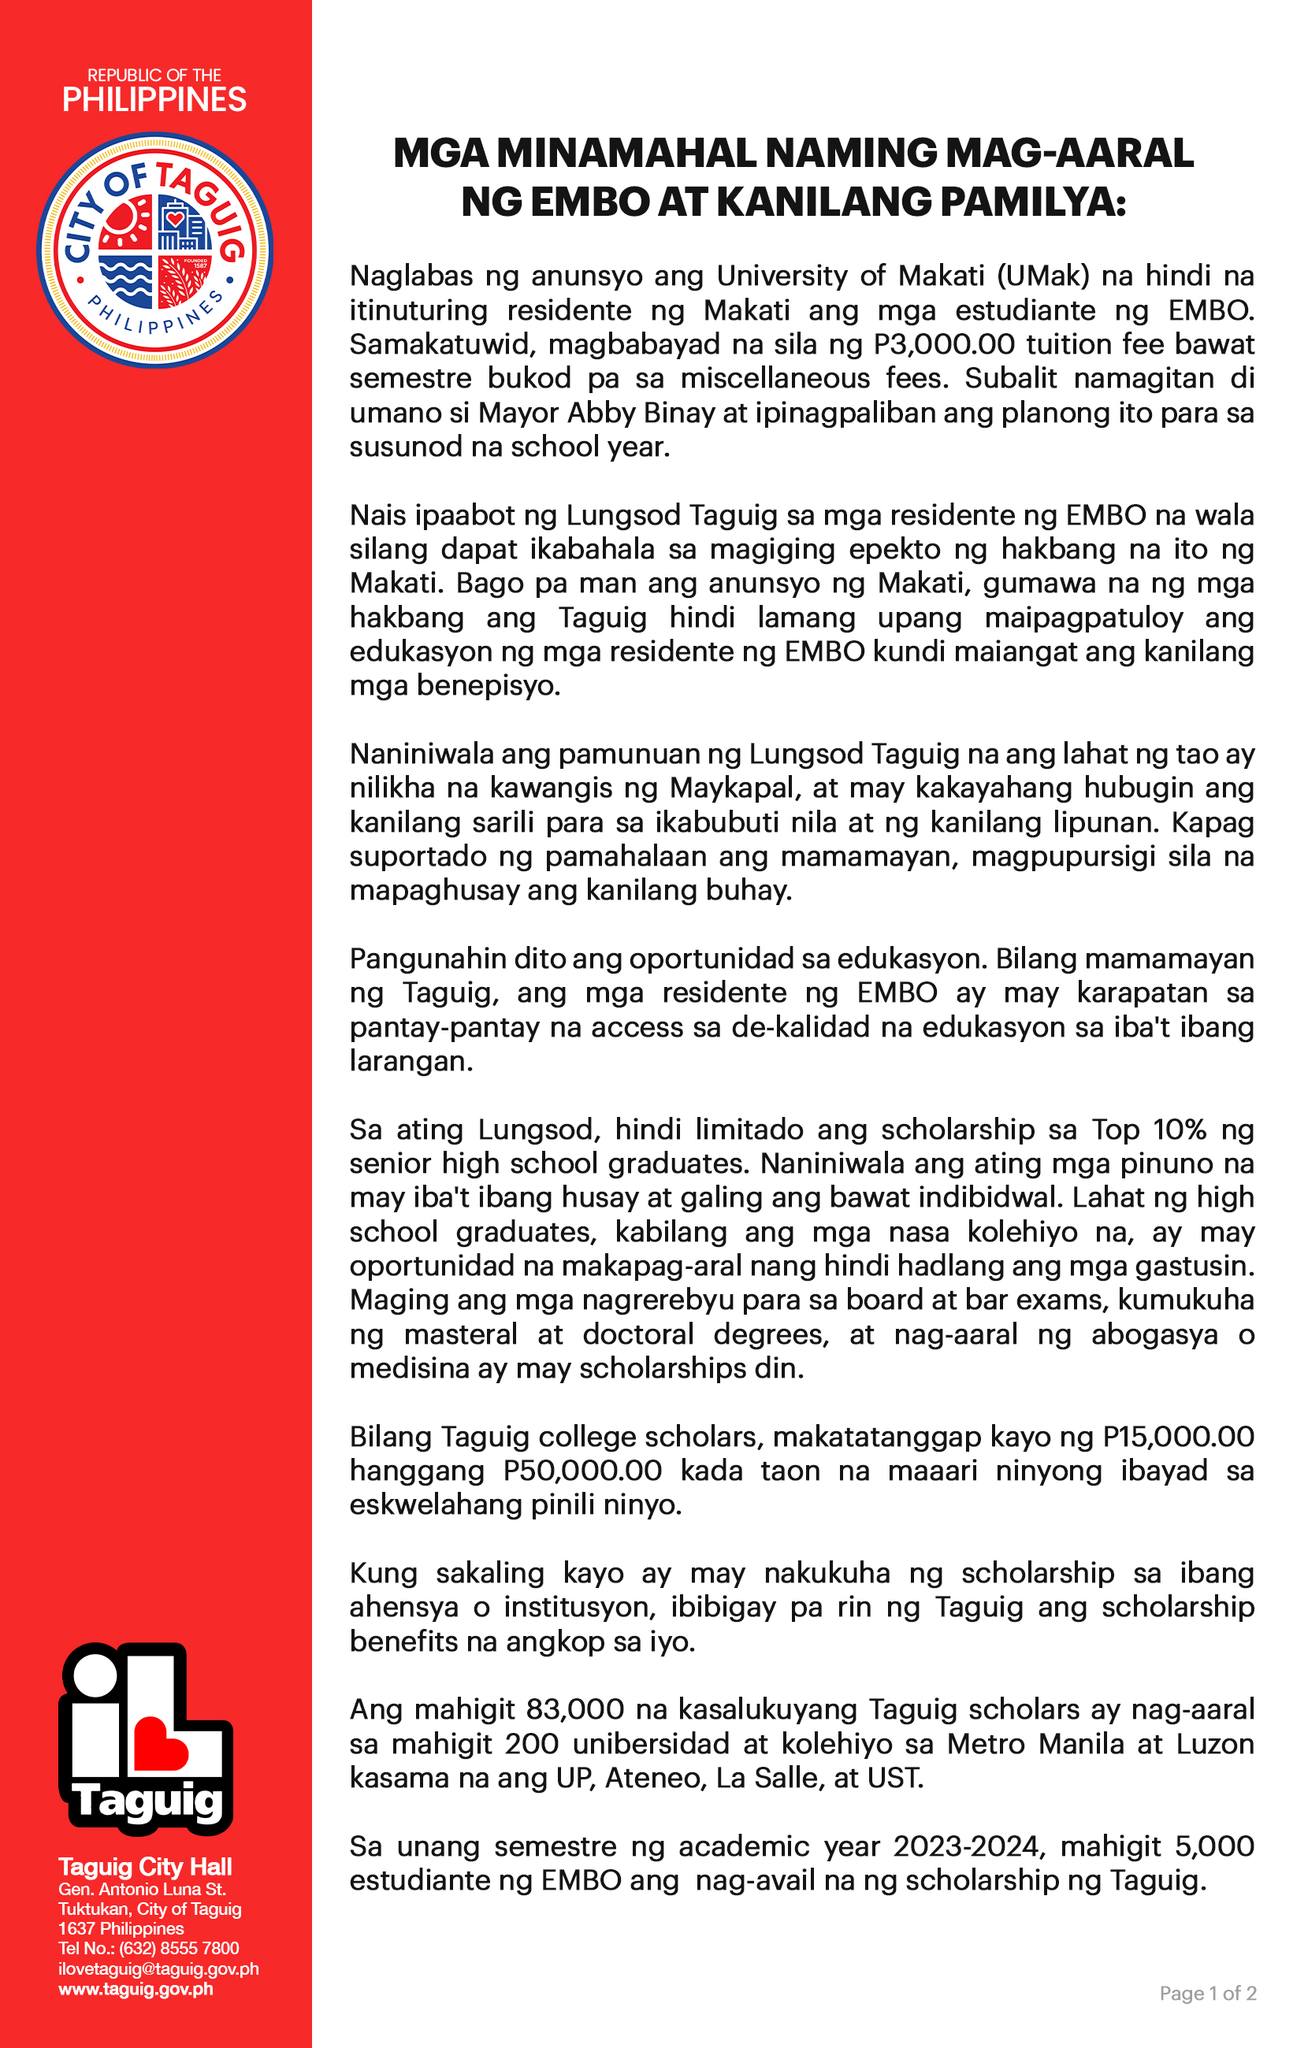 REPUBLIC OF THE
PHILIPPINES
CITY OF TAGUIG
FOUNDED
1587
PHILIPPINES
MGA MINAMAHAL NAMING MAG-AARAL
NG EMBO AT KANILANG PAMILYA:
Naglabas ng anunsyo ang University of Makati (UMak) na hindi na
itinuturing residente ng Makati ang mga estudiante ng EMBO.
Samakatuwid, magbabayad na sila ng P3,000.00 tuition fee bawat
semestre bukod pa sa miscellaneous fees. Subalit namagitan di
umano si Mayor Abby Binay at ipinagpaliban ang planong ito para sa
susunod na school year.
Nais ipaabot ng Lungsod Taguig sa mga residente ng EMBO na wala
silang dapat ikabahala sa magiging epekto ng hakbang na ito ng
Makati. Bago pa man ang anunsyo ng Makati, gumawa na ng mga
hakbang ang Taguig hindi lamang upang maipagpatuloy ang
edukasyon ng mga residente ng EMBO kundi maiangat ang kanilang
mga benepisyo.
Naniniwala ang pamunuan ng Lungsod Taguig na ang lahat ng tao ay
nilikha na kawangis ng Maykapal, at may kakayahang hubugin ang
kanilang sarili para sa ikabubuti nila at ng kanilang lipunan. Kapag
suportado ng pamahalaan ang mamamayan, magpupursigi sila na
mapaghusay ang kanilang buhay.
Pangunahin dito ang oportunidad sa edukasyon. Bilang mamamayan
ng Taguig, ang mga residente ng EMBO ay may karapatan sa
pantay-pantay na access sa de-kalidad na edukasyon sa iba't ibang
larangan.
Sa ating Lungsod, hindi limitado ang scholarship sa Top 10% ng
senior high school graduates. Naniniwala ang ating mga pinuno na
may iba't ibang husay at galing ang bawat indibidwal. Lahat ng high
school graduates, kabilang ang mga nasa kolehiyo na, ay may
oportunidad na makapag-aral nang hindi hadlang ang mga gastusin.
Maging ang mga nagrerebyu para sa board at bar exams, kumukuha
ng masteral at doctoral degrees, at nag-aaral ng abogasya o
medisina ay may scholarships din.
Bilang Taguig college scholars, makatatanggap kayo ng P15,000.00
hanggang P50,000.00 kada taon na maaari ninyong ibayad sa
eskwelahang pinili ninyo.
Kung sakaling kayo ay may nakukuha ng scholarship sa ibang
ahensya o institusyon, ibibigay pa rin ng Taguig ang scholarship
benefits na angkop sa iyo.
Ang mahigit 83,000 na kasalukuyang Taguig scholars ay nag-aaral
sa mahigit 200 unibersidad at kolehiyo sa Metro Manila at Luzon
kasama na ang UP, Ateneo, La Salle, at UST.
Sa unang semestre ng academic year 2023-2024, mahigit 5,000
estudiante ng EMBO ang nag-avail na ng scholarship ng Taguig.
iL
Taguig
Taguig City Hall
Gen. Antonio Luna St.
Tuktukan, City of Taguig
1637 Philippines
Tel No.: (632) 8555 7800
ilovetaguig@taguig.gov.ph
www.taguig.gov.ph
Page 1 of 2